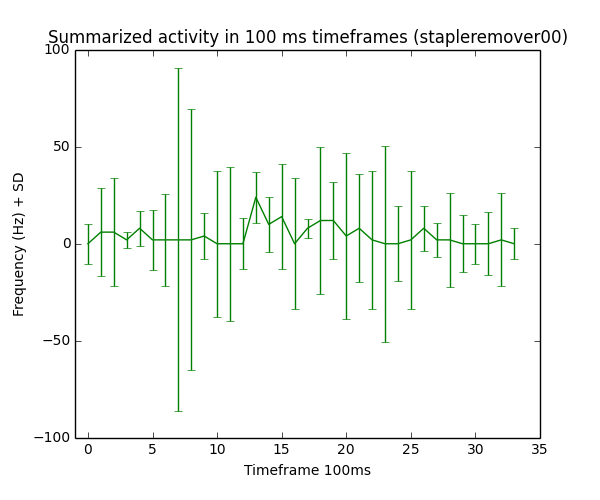 Summarized activity in 100 ms timeframes (stapleremover00)
100
50
0
−50
−100
Frequency (Hz) + SD
0 5 10 15 20 25 30 35
Timeframe 100ms